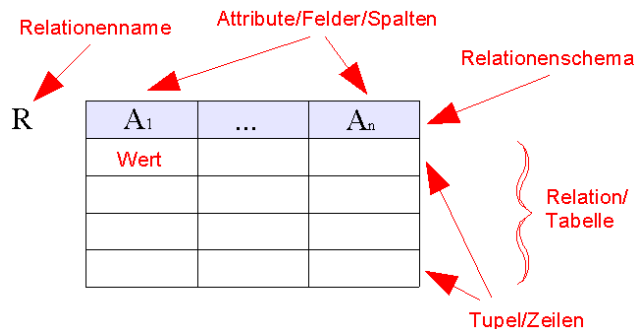 Relationenname
Attribute/Felder/Spalten
Relationenschema
R
A1
...
An
Wert
Relation/
Tabelle
Tupel/Zeilen